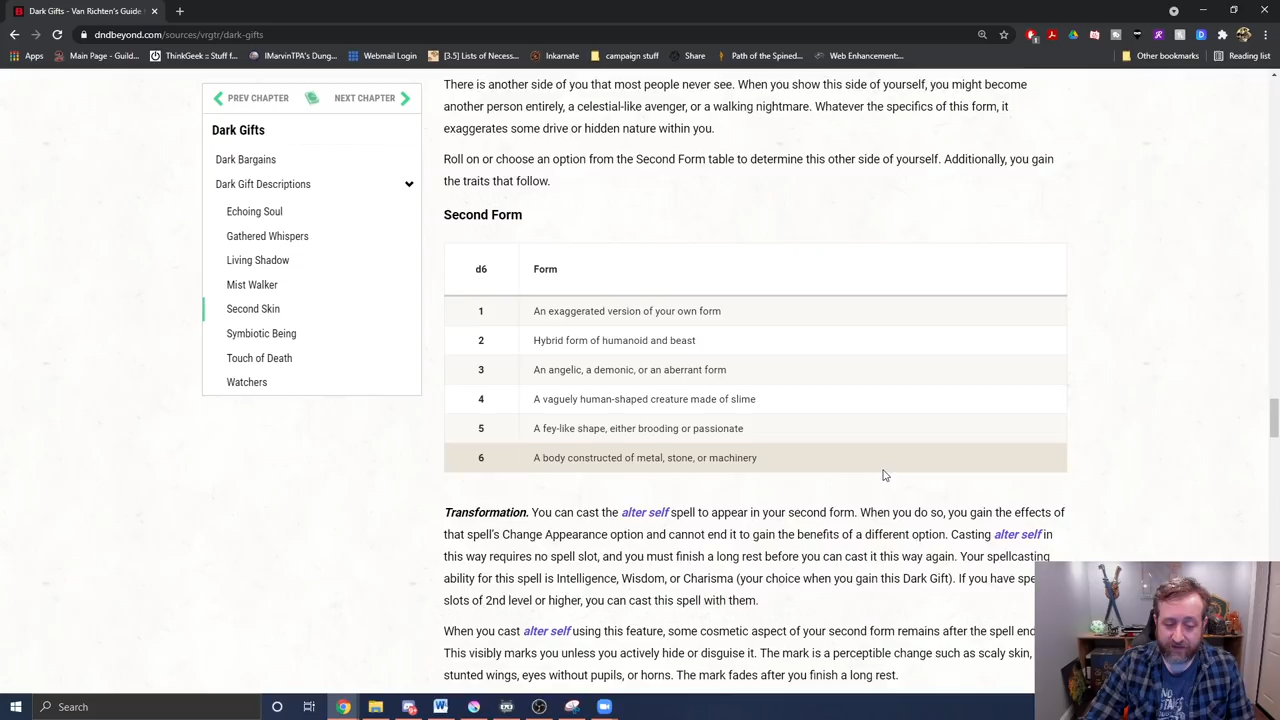 Dark Gifts - Van Richten's Guide
dndbeyond.com/sources/vrgtr/dark-gifts
Apps
Main Page - Guild
ThinkGeek :: Stuff f
IMarvinTPA's Dung
Webmail Login
[3.5] Lists of Necess
Inkarnate
campaign stuff
Share
Path of the Spined
Web Enhancement:
Other bookmarks
Reading list
PREV CHAPTER
NEXT CHAPTER
Dark Gifts
Dark Bargains
Dark Gift Descriptions
Echoing Soul
Gathered Whispers
Living Shadow
Mist Walker
Second Skin
Symbiotic Being
Touch of Death
Watchers
There is another side of you that most people never see. When you show this side of yourself, you might become
another person entirely, a celestial-like avenger, or a walking nightmare. Whatever the specifics of this form, it
exaggerates some drive or hidden nature within you.
Roll on or choose an option from the Second Form table to determine this other side of yourself. Additionally, you gain
the traits that follow.
Second Form
d6 Form
1 An exaggerated version of your own form
2 Hybrid form of humanoid and beast
3 An angelic, a demonic, or an aberrant form
4 A vaguely human-shaped creature made of slime
5 A fey-like shape, either brooding or passionate
6 A body constructed of metal, stone, or machinery
Transformation. You can cast the alter self spell to appear in your second form. When you do so, you gain the effects of
that spell's Change Appearance option and cannot end it to gain the benefits of a different option. Casting alter self in
this way requires no spell slot, and you must finish a long rest before you can cast it this way again. Your spellcasting
ability for this spell is Intelligence, Wisdom, or Charisma (your choice when you gain this Dark Gift). If you have spe
slots of 2nd level or higher, you can cast this spell with them.
When you cast alter self using this feature, some cosmetic aspect of your second form remains after the spell end
This visibly marks you unless you actively hide or disguise it. The mark is a perceptible change such as scaly skin,
stunted wings, eyes without pupils, or horns. The mark fades after you finish a long rest.
Search